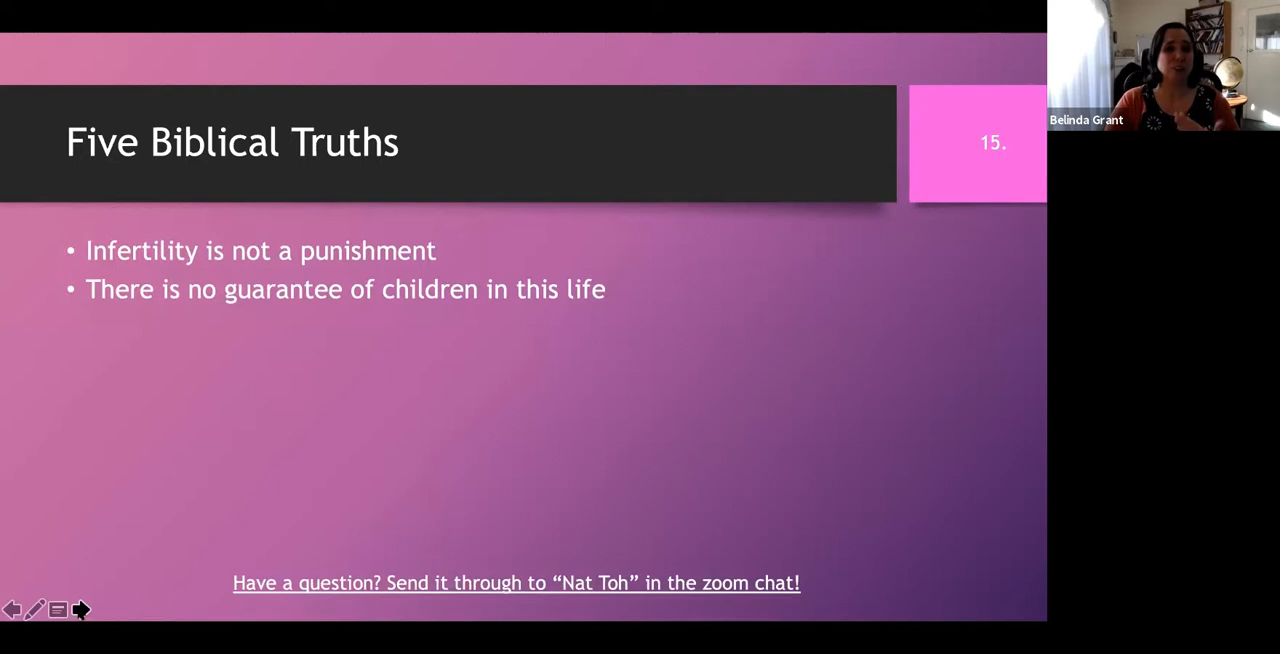 Five Biblical Truths
15.
Belinda Grant
• Infertility is not a punishment
• There is no guarantee of children in this life
Have a question? Send it through to “Nat Toh” in the zoom chat!